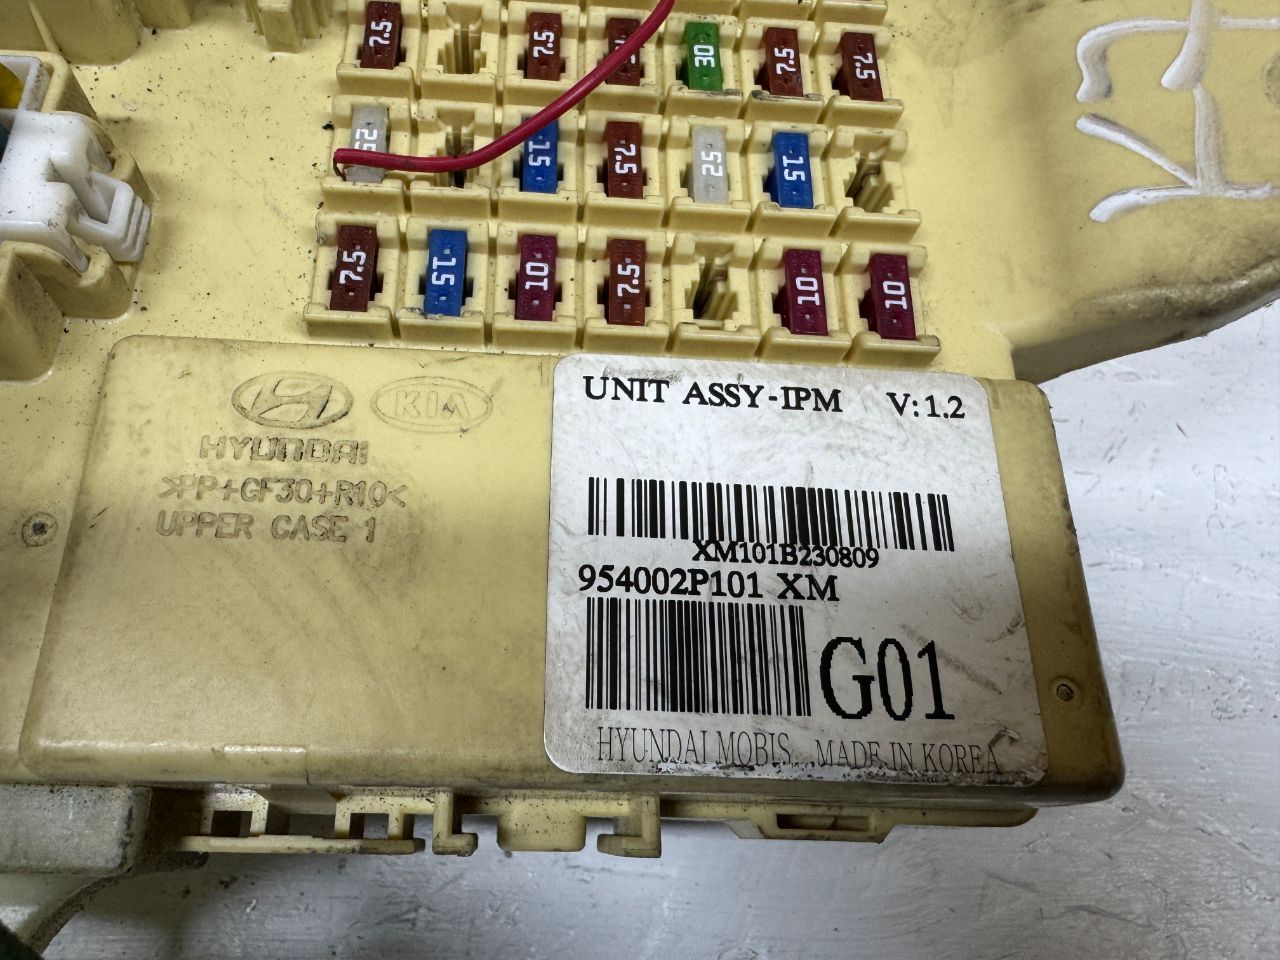 7.5
7.5
30
7.5
7.5
25
15
7.5
25
15
7.5
15
10
7.5
10
10
KIA
HYUNDAI
>PP+GF30+R10<
UPPER CASE 1
UNIT ASSY-IPM V:1.2
XM101B230809
954002P101 XM
G01
HYUNDAI MOBIS MADE IN KOREA